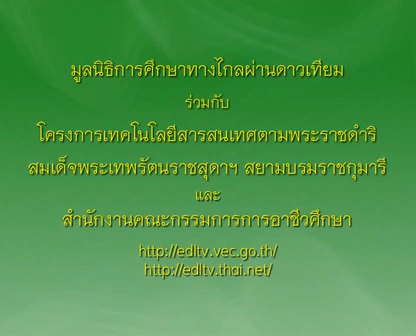 มูลนิธิการศึกษาทางไกลผ่านดาวเทียม
ร่วมกับ
โครงการเทคโนโลยีสารสนเทศตามพระราชดำริ
สมเด็จพระเทพรัตนราชสุดาฯ สยามบรมราชกุมารี
และ
สำนักงานคณะกรรมการการอาชีวศึกษา
http://edltv.vec.go.th/
http://edltv.thai.net/